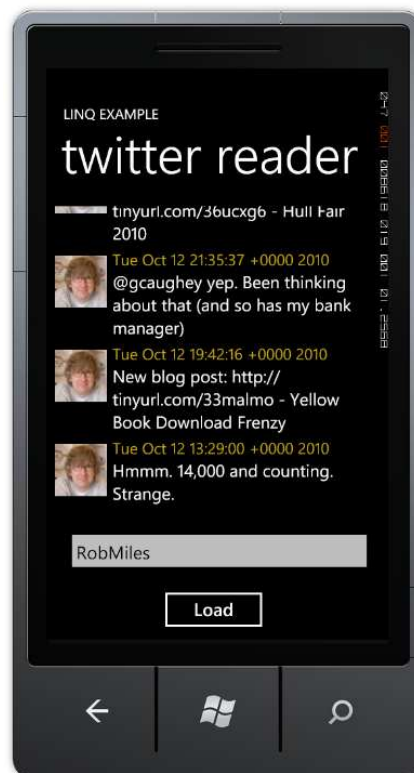 LINQ EXAMPLE
twitter reader
tinyurl.com/36ucxg6 - Hull Fair
2010
Tue Oct 12 21:35:37 +0000 2010
@gcaughey yep. Been thinking
about that (and so has my bank
manager)
Tue Oct 12 19:42:16 +0000 2010
New blog post: http://
tinyurl.com/33malmo - Yellow
Book Download Frenzy
Tue Oct 12 13:29:00 +0000 2010
Hmmm. 14,000 and counting.
Strange.
RobMiles
Load